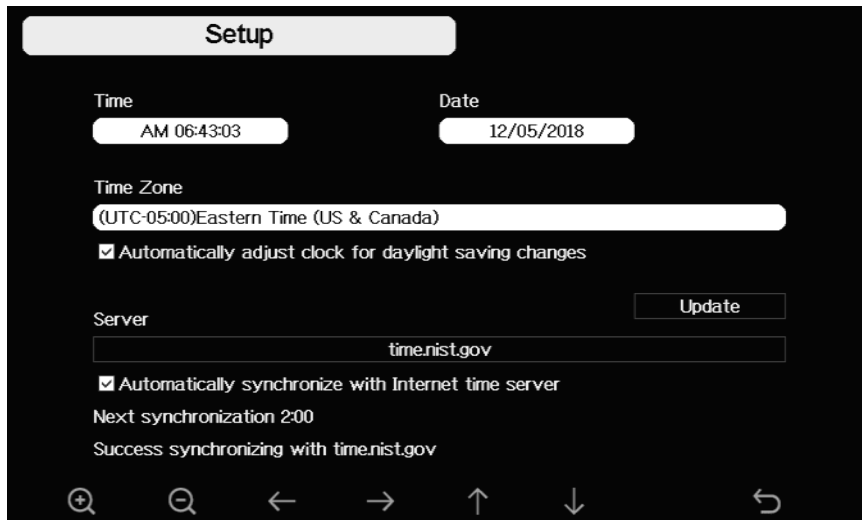 Setup
Time Date
AM 06:43:03 12/05/2018
Time Zone
(UTC-05:00)Eastern Time (US & Canada)
Automatically adjust clock for daylight saving changes
Update
Server
time.nist.gov
Automatically synchronize with Internet time server
Next synchronization 2:00
Success synchronizing with time.nist.gov